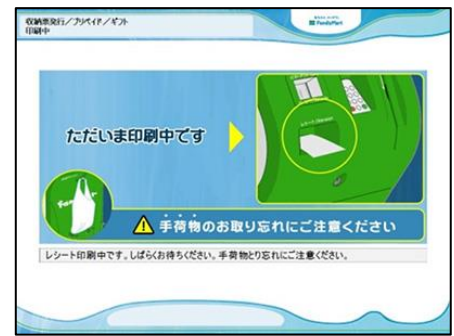 収納票発行／プリペイド／ギフト
印刷中
FamilyMart
ただいま印刷中です
手荷物のお取り忘れにご注意ください
レシート印刷中です。しばらくお待ちください。手荷物とり忘れにご注意ください。